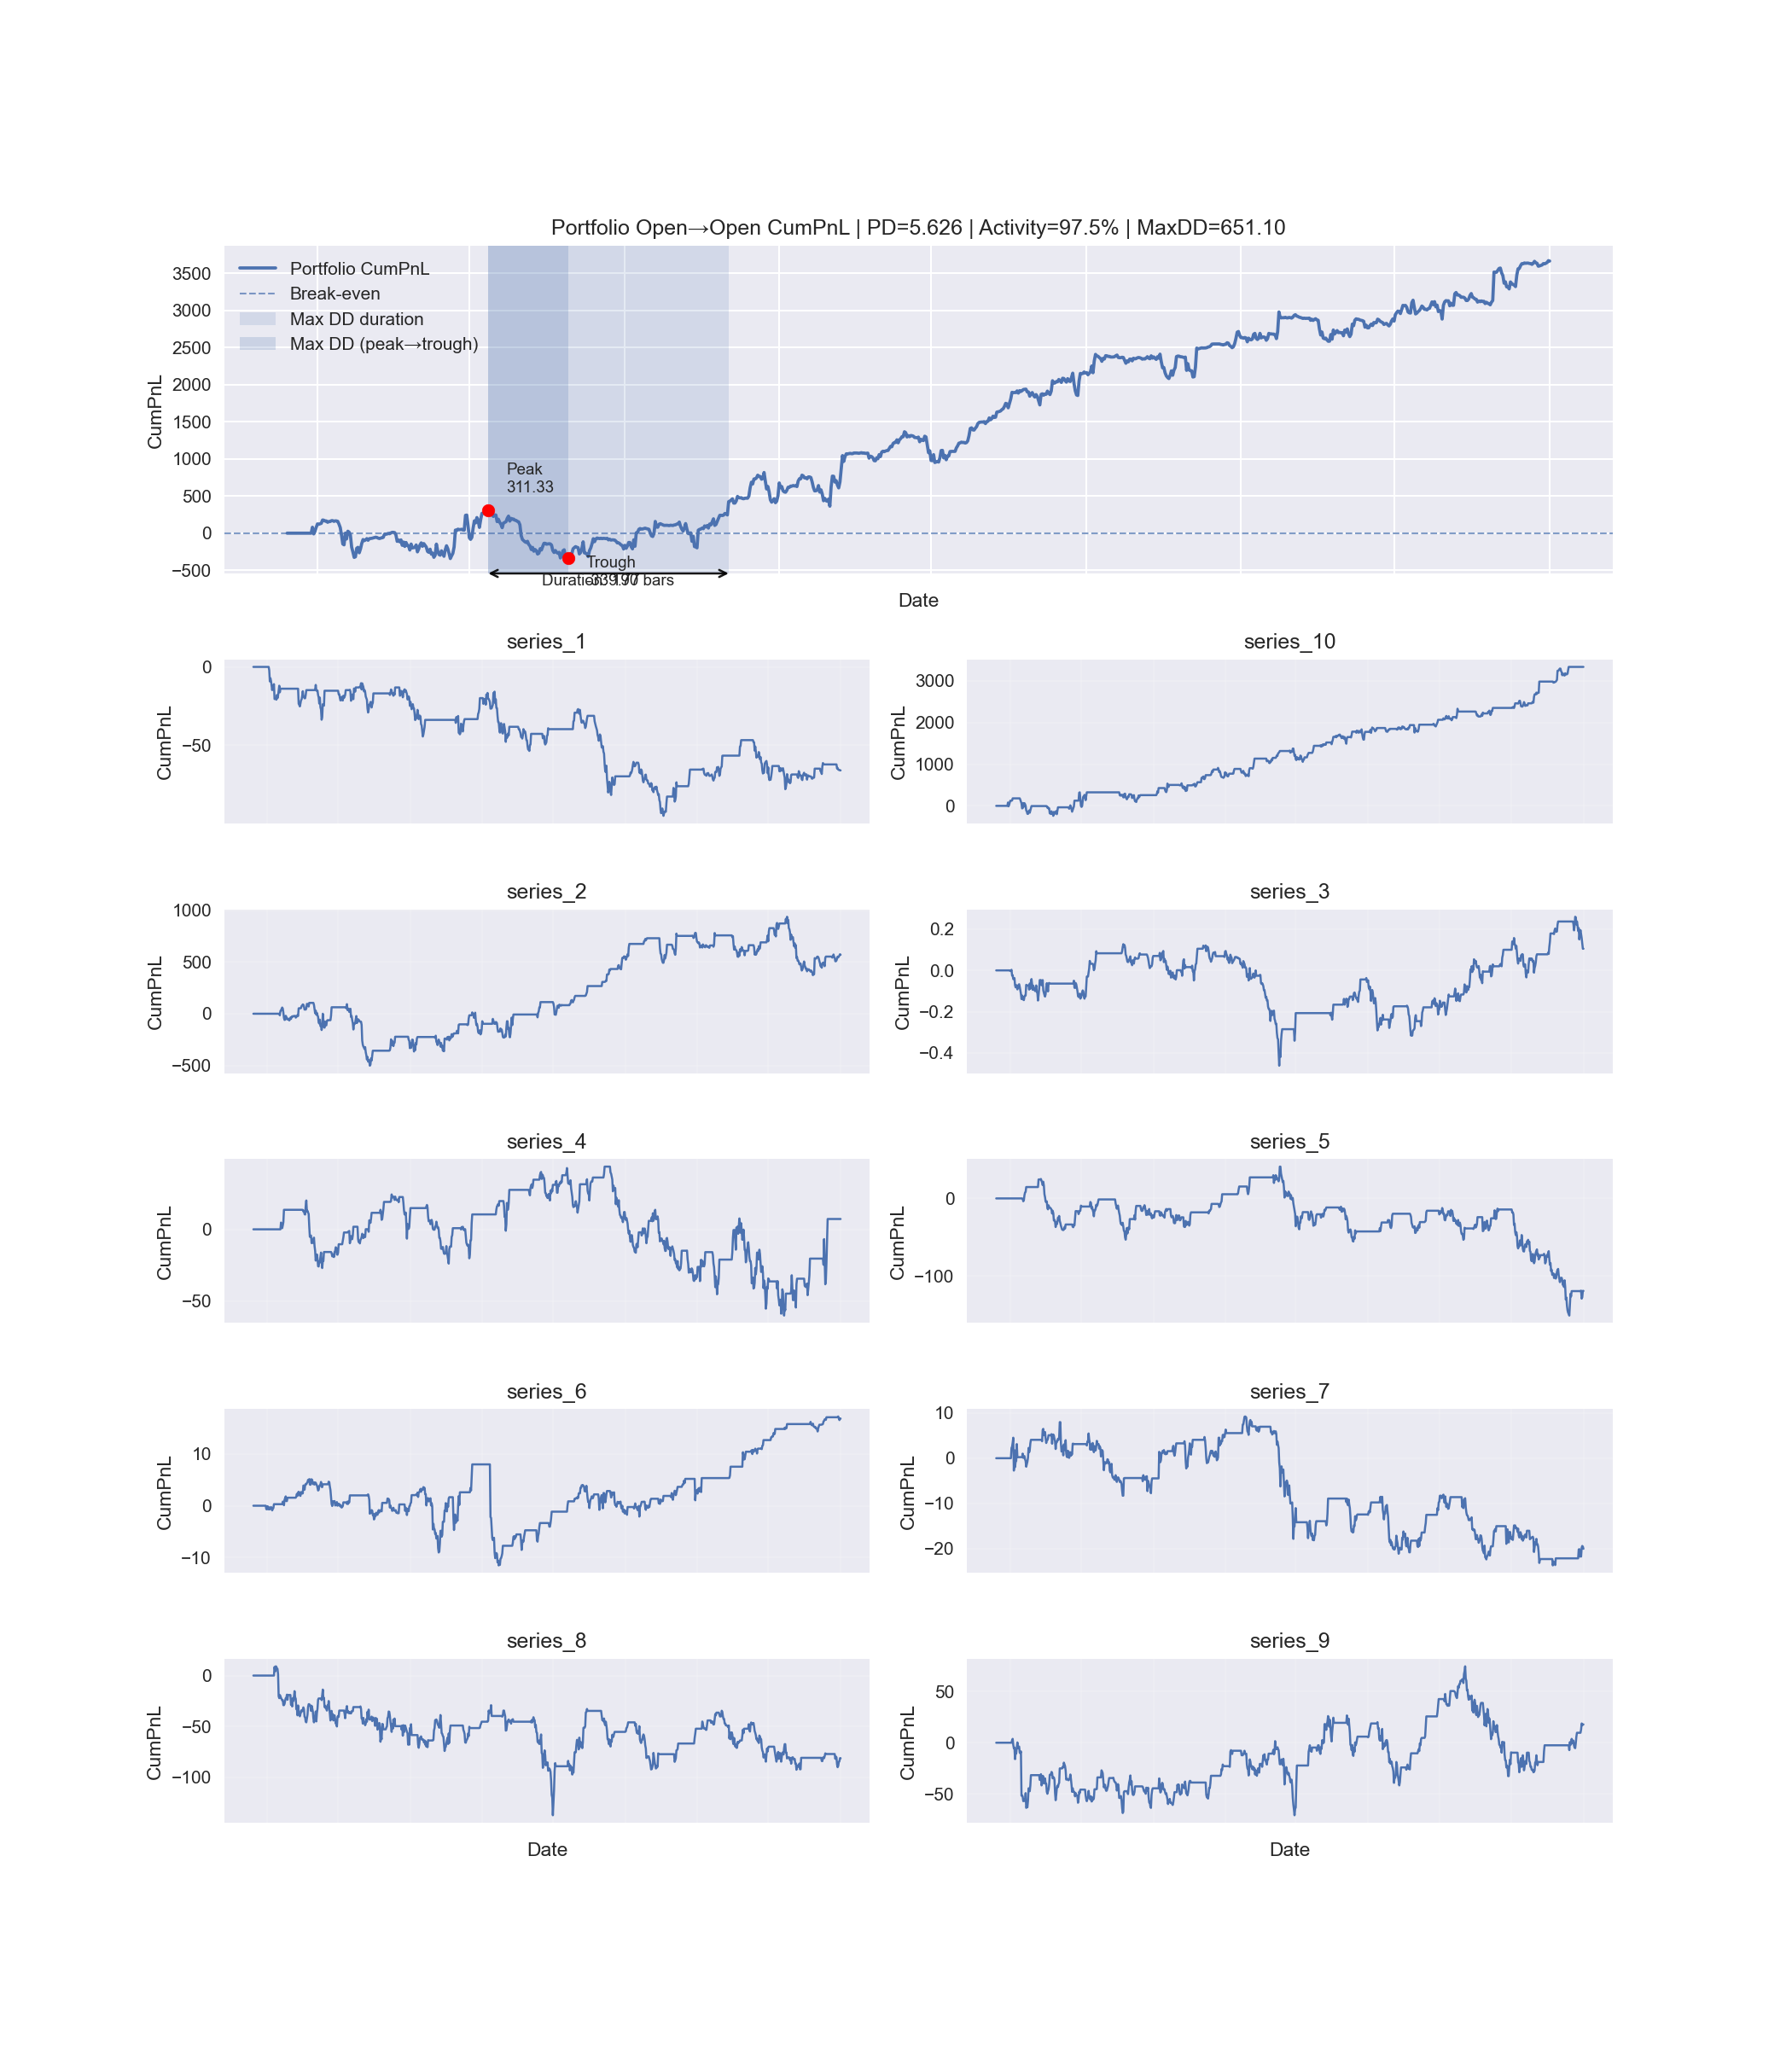 Portfolio Open→Open CumPnL | PD=5.626 | Activity=97.5% | MaxDD=651.10
CumPnL
3500
3000
2500
2000
1500
1000
500
0
−500
Portfolio CumPnL
Break-even
Max DD duration
Max DD (peak→trough)
Peak
311.33
Trough
Date
series_1
CumPnL
0
−50
series_10
CumPnL
3000
2000
1000
0
series_2
CumPnL
1000
500
0
−500
series_3
CumPnL
0.2
0.0
−0.2
−0.4
series_4
CumPnL
0
−50
series_5
CumPnL
0
−100
series_6
CumPnL
10
0
−10
series_7
CumPnL
10
0
−10
−20
series_8
CumPnL
0
−50
−100
Date
series_9
CumPnL
50
0
−50
Date